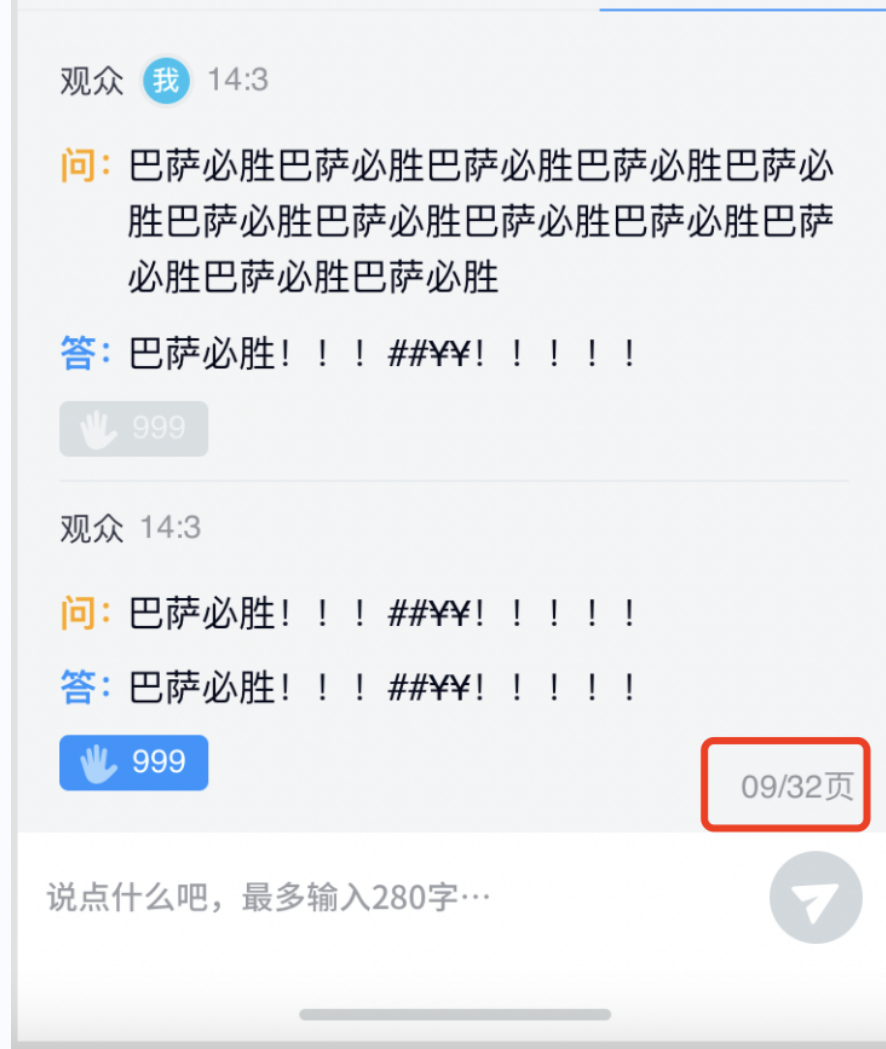 观众 我 14:3
问：巴萨必胜巴萨必胜巴萨必胜巴萨必胜巴萨必
胜巴萨必胜巴萨必胜巴萨必胜巴萨必胜巴萨
必胜巴萨必胜巴萨必胜
答：巴萨必胜！！！##¥¥！！！！！
999
观众 14:3
问：巴萨必胜！！！##¥¥！！！！！
答：巴萨必胜！！！##¥¥！！！！！
999
09/32页
说点什么吧，最多输入280字…